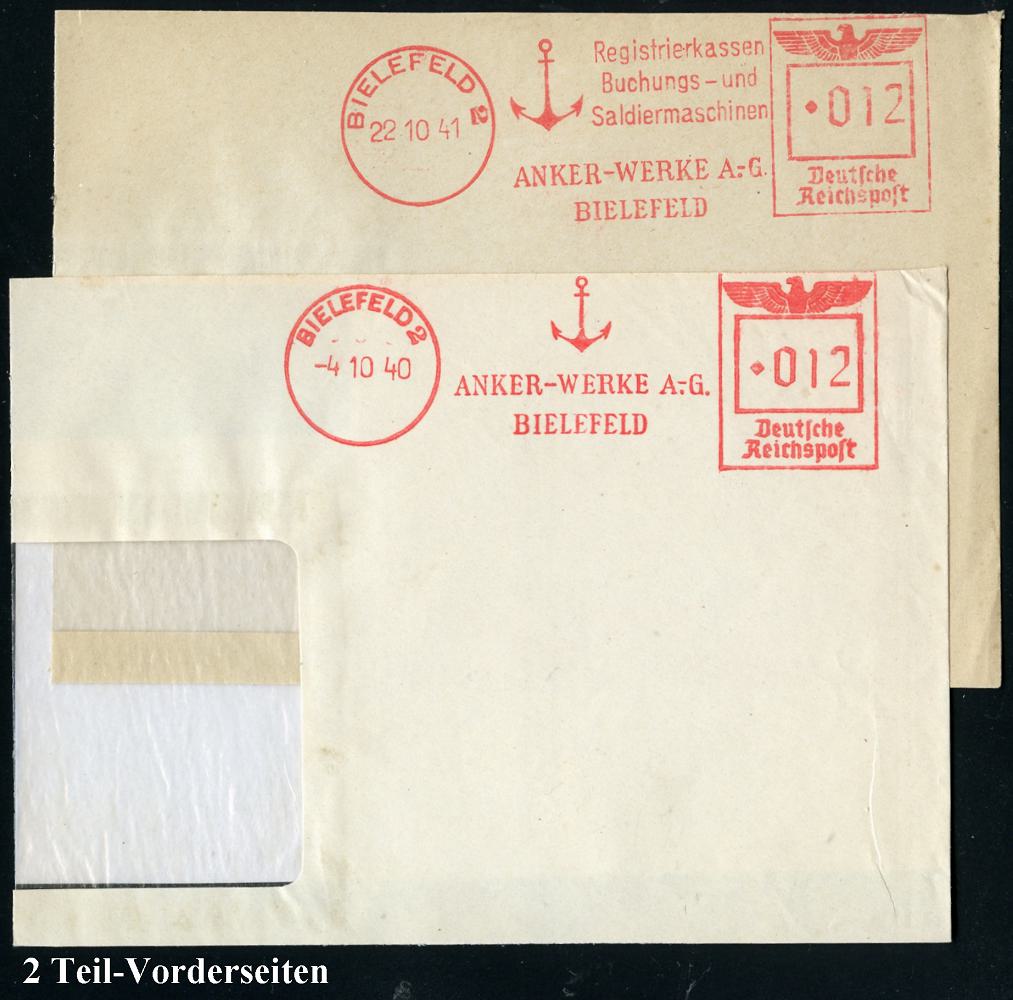 BIELEFELD 2
22 10 41
Registrierkassen
Buchungs - und
Saldiermaschinen
ANKER-WERKE A.-G.
BIELEFELD
012
Deutsche
Reichspost
BIELEFELD 2
-4 10 40
ANKER-WERKE A.-G.
BIELEFELD
012
Deutsche
Reichspost
2 Teil-Vorderseiten